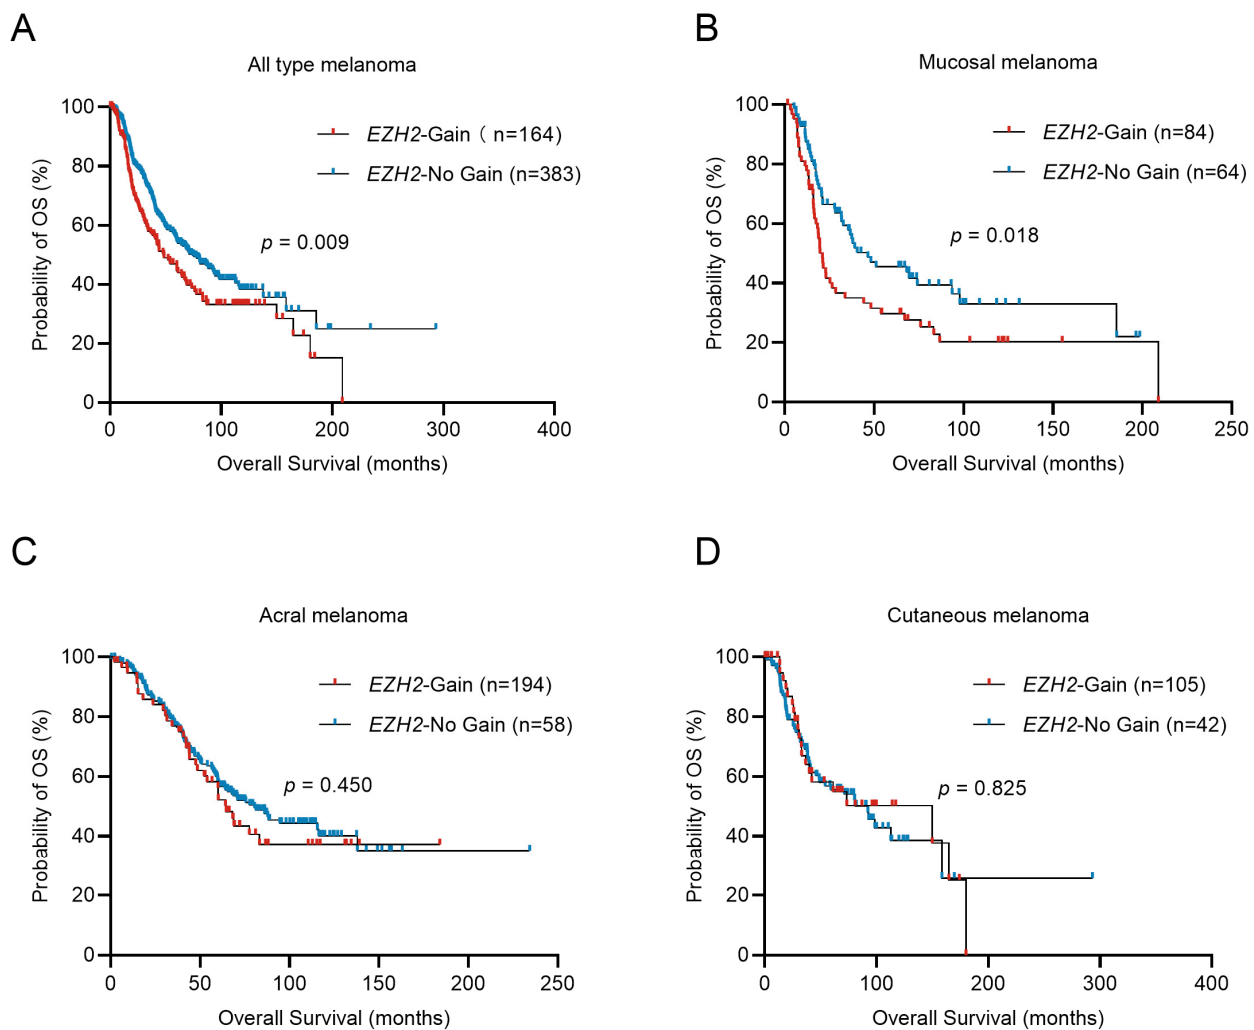 A
All type melanoma
Probability of OS (%)
100
80
60
40
20
0
0 100 200 300 400
Overall Survival (months)
EZH2-Gain（ n=164)
EZH2-No Gain (n=383)
p = 0.009
B
Mucosal melanoma
Probability of OS (%)
100
80
60
40
20
0
0 50 100 150 200 250
Overall Survival (months)
EZH2-Gain (n=84)
EZH2-No Gain (n=64)
p = 0.018
C
Acral melanoma
Probability of OS (%)
100
80
60
40
20
0
0 50 100 150 200 250
Overall Survival (months)
EZH2-Gain (n=194)
EZH2-No Gain (n=58)
p = 0.450
D
Cutaneous melanoma
Probability of OS (%)
100
80
60
40
20
0
0 100 200 300 400
Overall Survival (months)
EZH2-Gain (n=105)
EZH2-No Gain (n=42)
p = 0.825